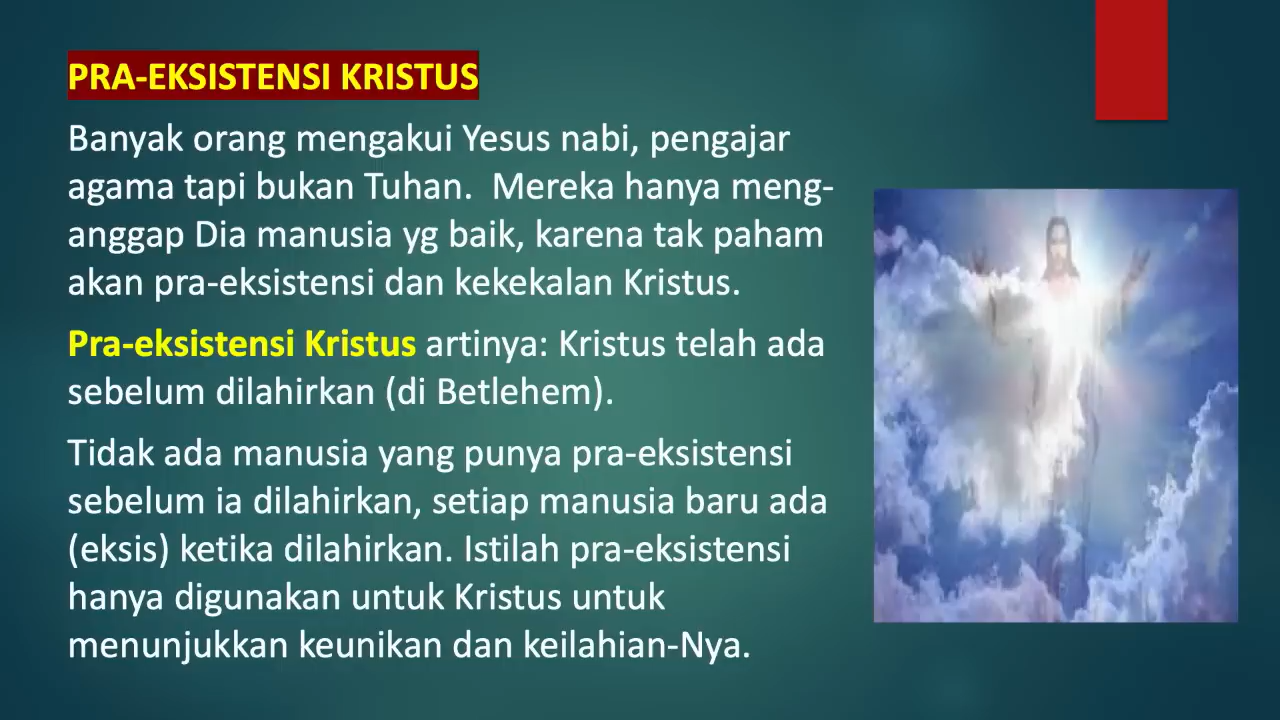 PRA-EKSISTENSI KRISTUS
Banyak orang mengakui Yesus nabi, pengajar
agama tapi bukan Tuhan.  Mereka hanya meng-
anggap Dia manusia yg baik, karena tak paham
akan pra-eksistensi dan kekekalan Kristus.
Pra-eksistensi Kristus artinya: Kristus telah ada
sebelum dilahirkan (di Betlehem).
Tidak ada manusia yang punya pra-eksistensi
sebelum ia dilahirkan, setiap manusia baru ada
(eksis) ketika dilahirkan. Istilah pra-eksistensi
hanya digunakan untuk Kristus untuk
menunjukkan keunikan dan keilahian-Nya.